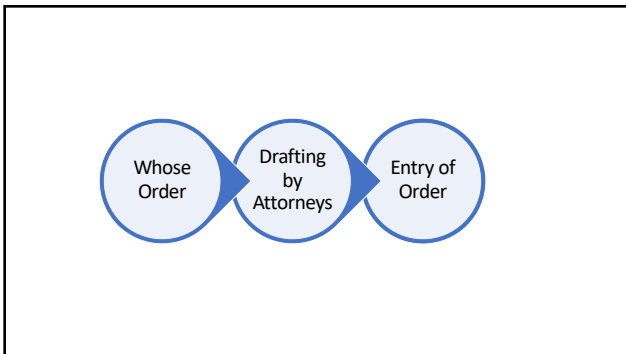 Whose
Order
Drafting
by
Attorneys
Entry of
Order